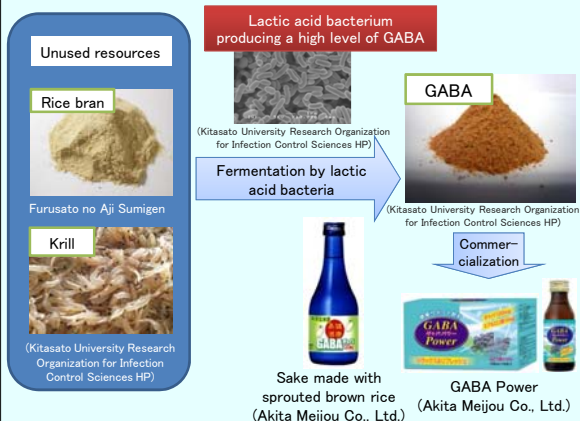 Unused resources
Rice bran
Furusato no Aji Sumigen
Krill
(Kitasato University Research
Organization for Infection
Control Sciences HP)
Lactic acid bacterium
producing a high level of GABA
(Kitasato University Research Organization
for Infection Control Sciences HP)
Fermentation by lactic
acid bacteria
GABA
(Kitasato University Research Organization
for Infection Control Sciences HP)
Commer-
cialization
GABA
Sake made with
sprouted brown rice
(Akita Meijou Co., Ltd.)
GABA
Power
GABA
Power
GABA Power
(Akita Meijou Co., Ltd.)